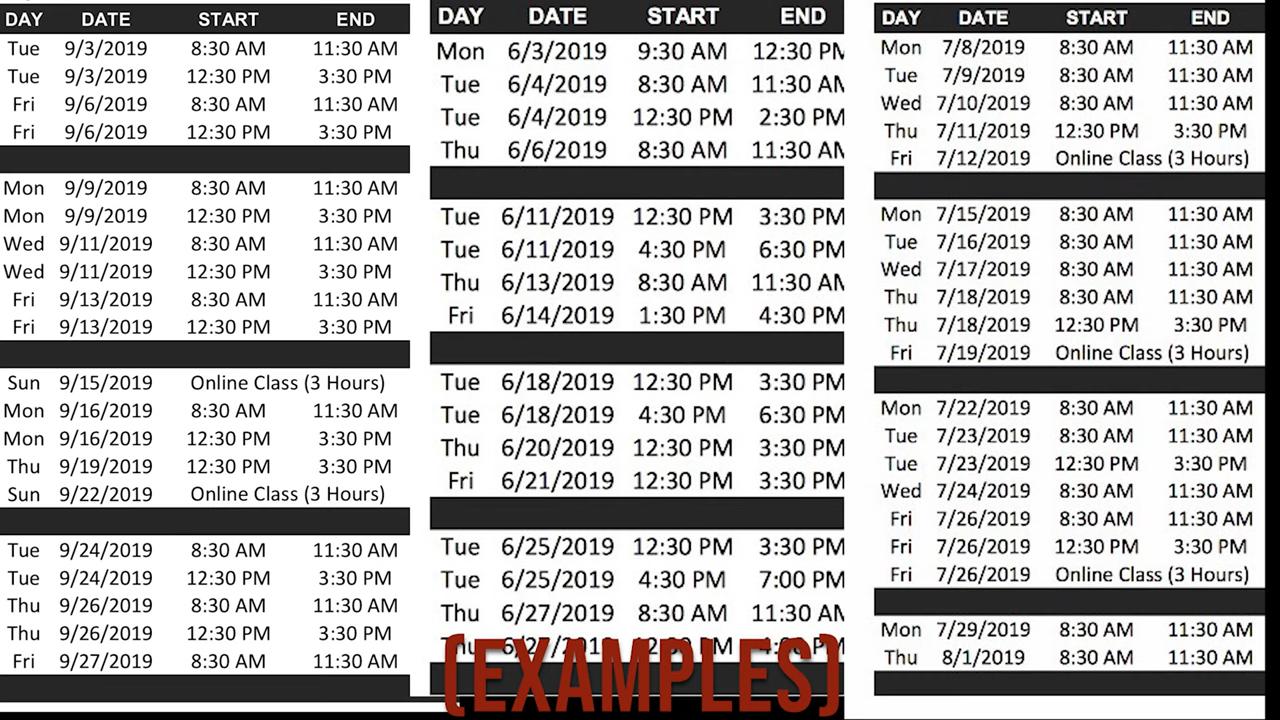 DAY DATE START END
Tue 9/3/2019 8:30 AM 11:30 AM
Tue 9/3/2019 12:30 PM 3:30 PM
Fri 9/6/2019 8:30 AM 11:30 AM
Fri 9/6/2019 12:30 PM 3:30 PM
Mon 9/9/2019 8:30 AM 11:30 AM
Mon 9/9/2019 12:30 PM 3:30 PM
Wed 9/11/2019 8:30 AM 11:30 AM
Wed 9/11/2019 12:30 PM 3:30 PM
Fri 9/13/2019 8:30 AM 11:30 AM
Fri 9/13/2019 12:30 PM 3:30 PM
Sun 9/15/2019 Online Class (3 Hours)
Mon 9/16/2019 8:30 AM 11:30 AM
Mon 9/16/2019 12:30 PM 3:30 PM
Thu 9/19/2019 12:30 PM 3:30 PM
Sun 9/22/2019 Online Class (3 Hours)
Tue 9/24/2019 8:30 AM 11:30 AM
Tue 9/24/2019 12:30 PM 3:30 PM
Thu 9/26/2019 8:30 AM 11:30 AM
Thu 9/26/2019 12:30 PM 3:30 PM
Fri 9/27/2019 8:30 AM 11:30 AM
DAY DATE START END
Mon 6/3/2019 9:30 AM 12:30 PM
Tue 6/4/2019 8:30 AM 11:30 AM
Tue 6/4/2019 12:30 PM 2:30 PM
Thu 6/6/2019 8:30 AM 11:30 AM
Tue 6/11/2019 12:30 PM 3:30 PM
Tue 6/11/2019 4:30 PM 6:30 PM
Thu 6/13/2019 8:30 AM 11:30 AM
Fri 6/14/2019 1:30 PM 4:30 PM
Tue 6/18/2019 12:30 PM 3:30 PM
Tue 6/18/2019 4:30 PM 6:30 PM
Thu 6/20/2019 12:30 PM 3:30 PM
Fri 6/21/2019 12:30 PM 3:30 PM
Tue 6/25/2019 12:30 PM 3:30 PM
Tue 6/25/2019 4:30 PM 7:00 PM
Thu 6/27/2019 8:30 AM 11:30 AM
(EXAMPLES)
DAY DATE START END
Mon 7/8/2019 8:30 AM 11:30 AM
Tue 7/9/2019 8:30 AM 11:30 AM
Wed 7/10/2019 8:30 AM 11:30 AM
Thu 7/11/2019 12:30 PM 3:30 PM
Fri 7/12/2019 Online Class (3 Hours)
Mon 7/15/2019 8:30 AM 11:30 AM
Tue 7/16/2019 8:30 AM 11:30 AM
Wed 7/17/2019 8:30 AM 11:30 AM
Thu 7/18/2019 8:30 AM 11:30 AM
Thu 7/18/2019 12:30 PM 3:30 PM
Fri 7/19/2019 Online Class (3 Hours)
Mon 7/22/2019 8:30 AM 11:30 AM
Tue 7/23/2019 8:30 AM 11:30 AM
Tue 7/23/2019 12:30 PM 3:30 PM
Wed 7/24/2019 8:30 AM 11:30 AM
Fri 7/26/2019 8:30 AM 11:30 AM
Fri 7/26/2019 12:30 PM 3:30 PM
Fri 7/26/2019 Online Class (3 Hours)
Mon 7/29/2019 8:30 AM 11:30 AM
Thu 8/1/2019 8:30 AM 11:30 AM